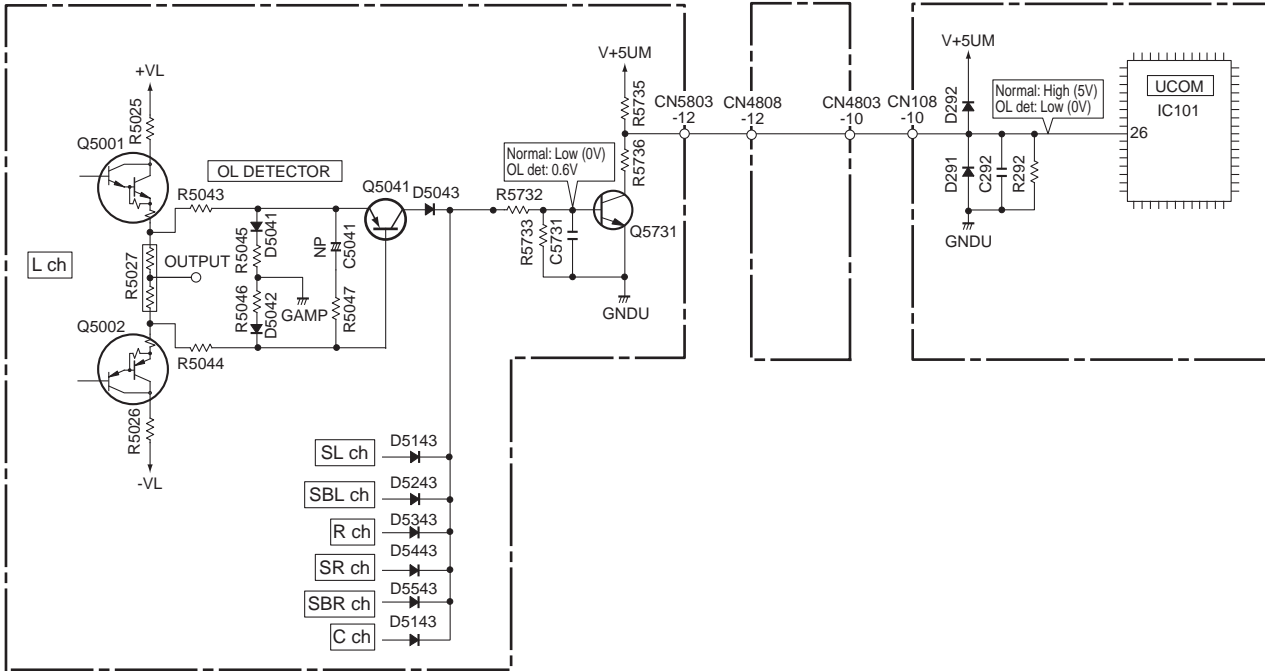 +VL
R5025
Q5001
OL DETECTOR
R5043
Q5041
D5043
R5045
D5041
NP
C5041
L ch
R5027
OUTPUT
R5046
D5042
GAMP
R5047
Q5002
R5044
R5026
-VL
Normal: Low (0V)
OL det: 0.6V
R5732
R5733
C5731
Q5731
GNDU
V+5UM
R5735
R5736
CN5803
-12
CN4808
-12
CN4803
-10
CN108
-10
V+5UM
D292
Normal: High (5V)
OL det: Low (0V)
UCOM
IC101
26
D291
C292
R292
GNDU
SL ch
D5143
SBL ch
D5243
R ch
D5343
SR ch
D5443
SBR ch
D5543
C ch
D5143